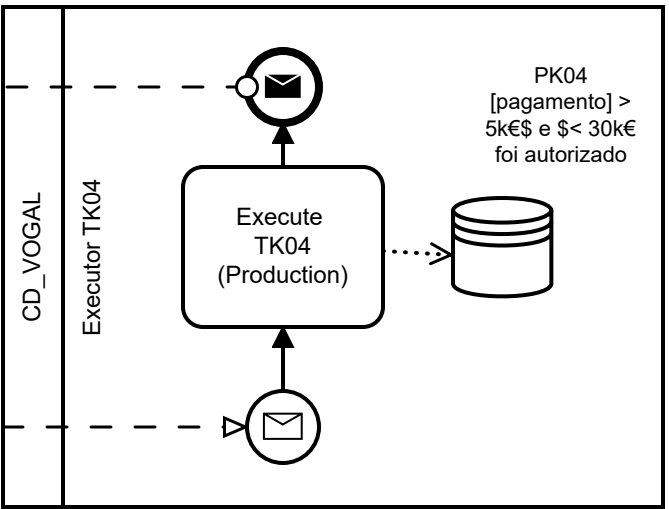 CD_VOGAL
Executor TK04
Execute
TK04
(Production)
PK04
[pagamento] >
5k€$ e $< 30k€
foi autorizado